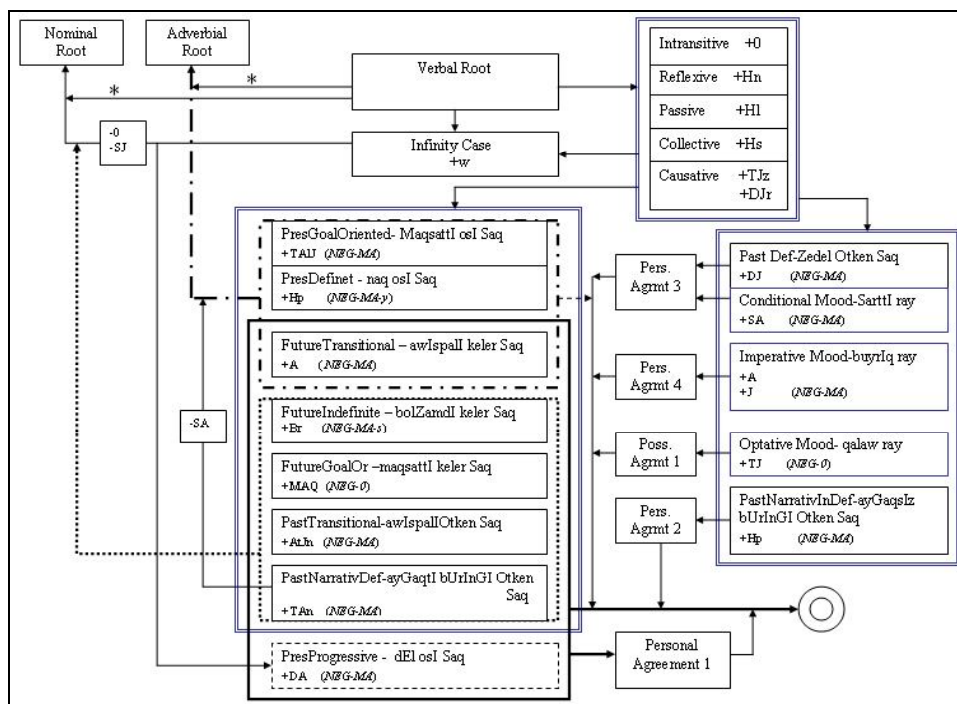 Nominal
Root
Adverbial
Root
Verbal Root
*
*
-0
-SJ
Infinity Case
+w
Intransitive +0
Reflexive +Hn
Passive +Hl
Collective +Hs
Causative +TJz
+DJr
PresGoalOriented- MaqsattI osI Saq
+TAlJ (NEG-MA)
PresDefinet - naq osI Saq
+Hp (NEG-MA-y)
FutureTransitional – awIspalI keler Saq
+A (NEG-MA)
FutureIndefinite – bolZamdI keler Saq
+Er (NEG-MA-s)
FutureGoalOr –maqsattI keler Saq
+MAQ (NEG-0)
PastTransitional-awIspalIOtken Saq
+AtJn (NEG-MA)
PastNarrativDef-ayGaqtI bUrInGI Otken
Saq
+TAn (NEG-MA)
PresProgressive - dEl osI Saq
+DA (NEG-MA)
-SA
Pers.
Agrmt 3
Pers.
Agrmt 4
Poss.
Agrmt 1
Pers.
Agrmt 2
Personal
Agreement 1
Past Def-Zedel Otken Saq
+DJ (NEG-MA)
Conditional Mood-SarttI ray
+SA (NEG-MA)
Imperative Mood-buyrIq ray
+A
+J (NEG-MA)
Optative Mood- qalaw ray
+TJ (NEG-0)
PastNarrativInDef-ayGaqsIz
bUrInGI Otken Saq
+Hp (NEG-MA)